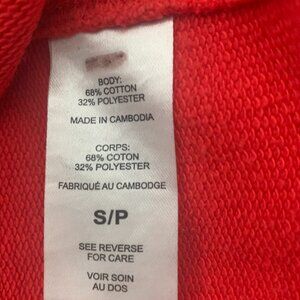 BODY:
68% COTTON
32% POLYESTER
MADE IN CAMBODIA
CORPS:
68% COTON
32% POLYESTER
FABRIQUÉ AU CAMBODGE
S/P
SEE REVERSE
FOR CARE
VOIR SOIN
AU DOS